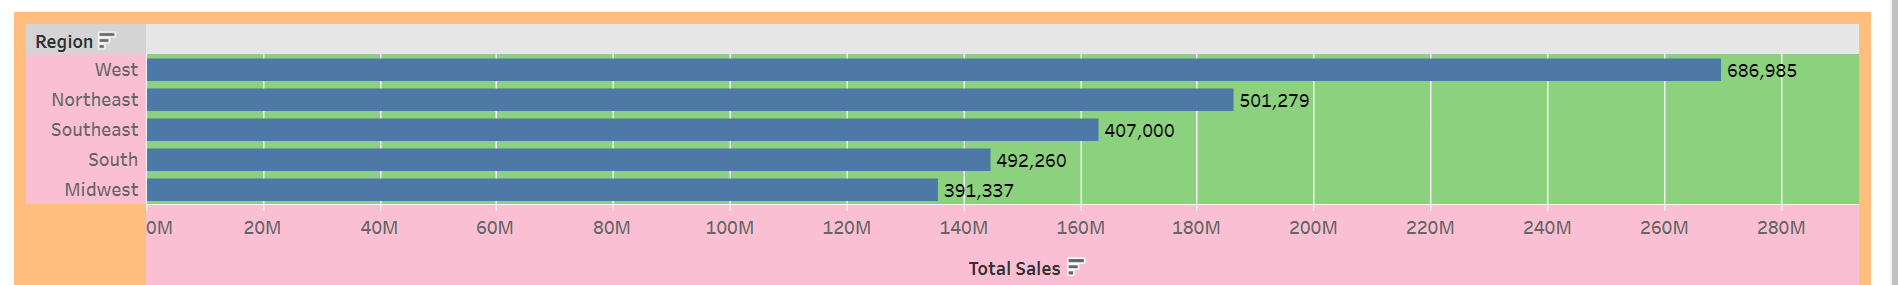 Region
West 686,985
Northeast 501,279
Southeast 407,000
South 492,260
Midwest 391,337
0M 20M 40M 60M 80M 100M 120M 140M 160M 180M 200M 220M 240M 260M 280M
Total Sales